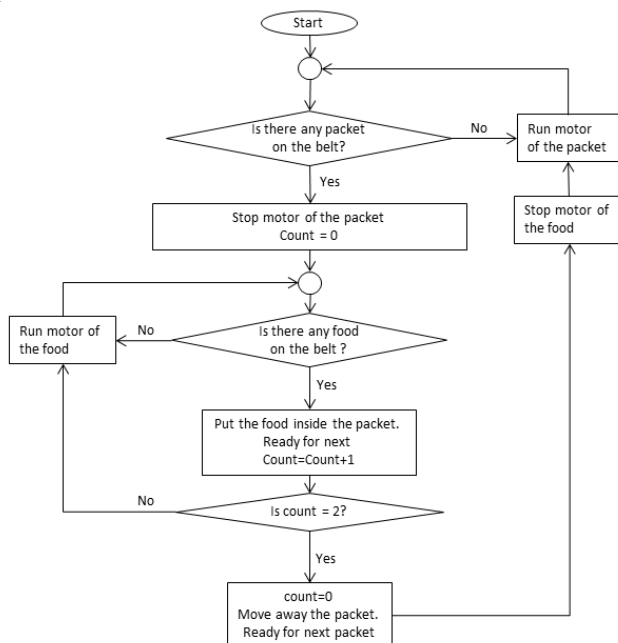 Start
Is there any packet
on the belt?
No
Run motor
of the packet
Yes
Stop motor of the packet
Count = 0
Stop motor of
the food
Run motor of
the food
No
Is there any food
on the belt ?
Yes
Put the food inside the packet.
Ready for next
Count=Count+1
No
Is count = 2?
Yes
count=0
Move away the packet.
Ready for next packet